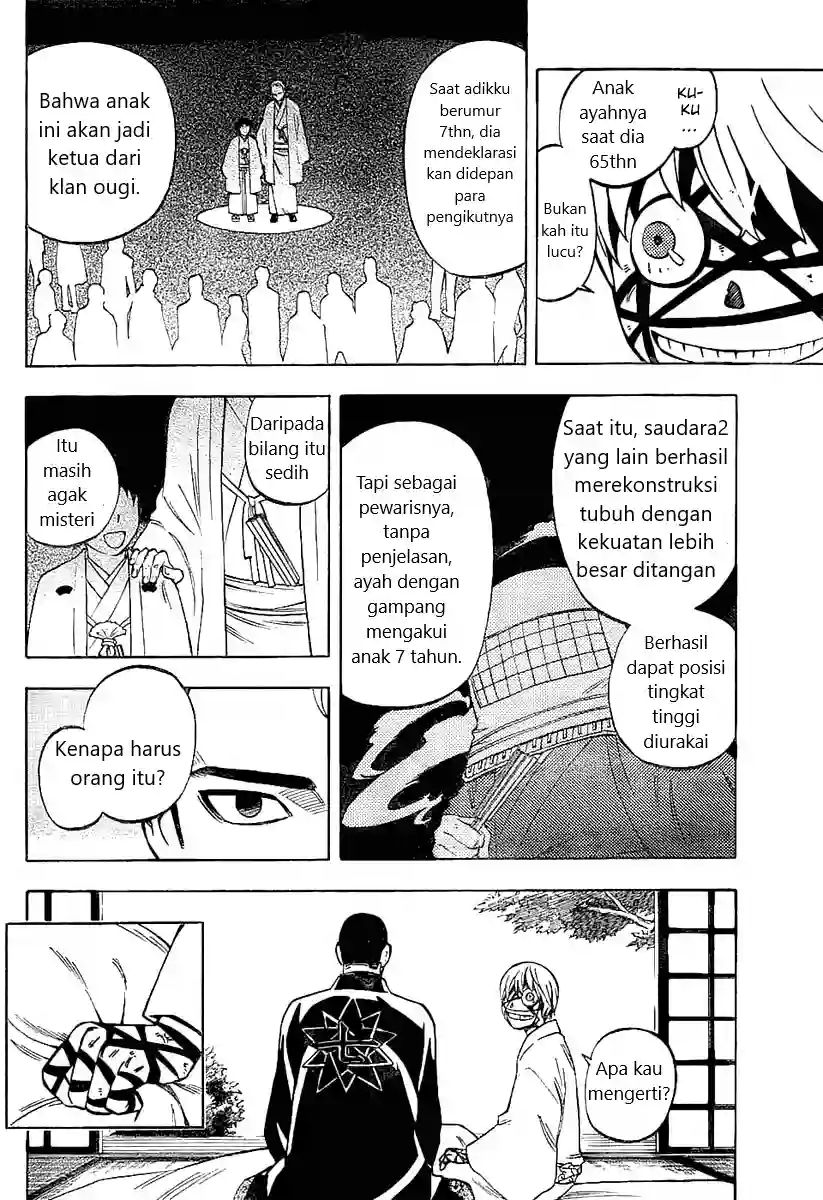 KU-
KU
...
Anak
ayahnya
saat dia
65thn
Bukan
kah itu
lucu?
Saat adikku
berumur
7thn, dia
mendeklarasi
kan didepan
para
pengikutnya
Bahwa anak
ini akan jadi
ketua dari
klan ougi.
Saat itu, saudara2
yang lain berhasil
merekonstruksi
tubuh dengan
kekuatan lebih
besar ditangan
Berhasil
dapat posisi
tingkat
tinggi
diurakai
Tapi sebagai
pewarisnya,
tanpa
penjelasan,
ayah dengan
gampang
mengakui
anak 7 tahun.
Daripada
bilang itu
sedih
Itu
masih
agak
misteri
Kenapa harus
orang itu?
Apa kau
mengerti?